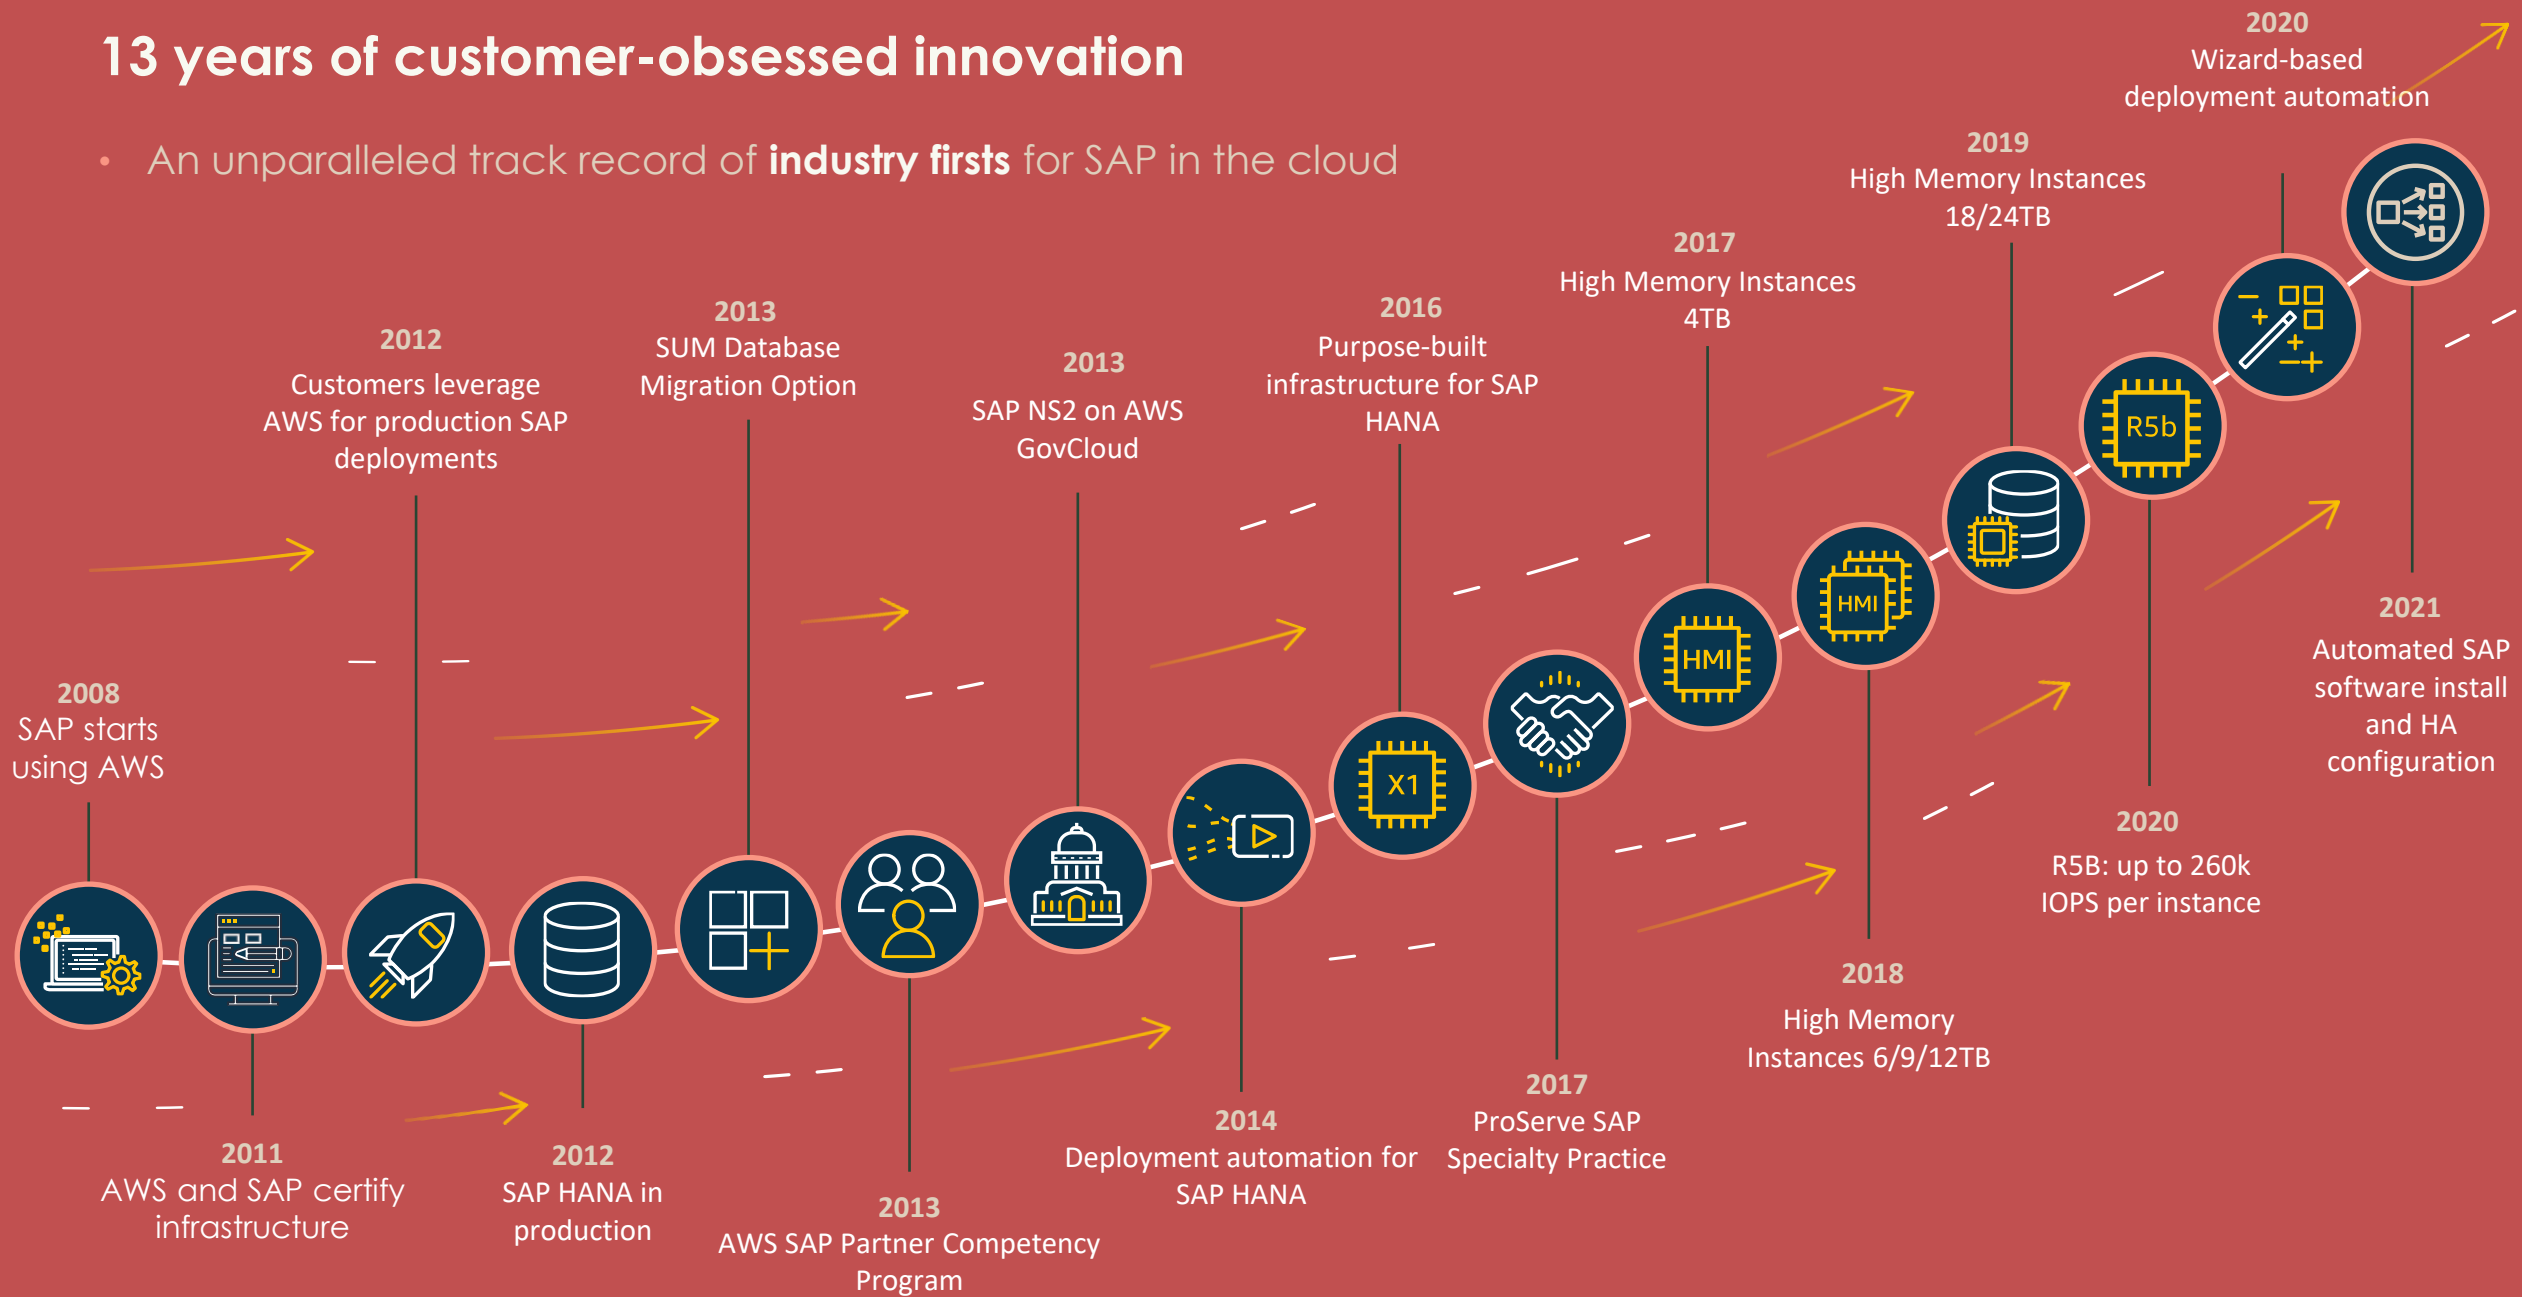 13 years of customer-obsessed innovation
• An unparalleled track record of industry firsts for SAP in the cloud
2008
SAP starts
using AWS
2011
AWS and SAP certify
infrastructure
2012
Customers leverage
AWS for production SAP
deployments
2012
SAP HANA in
production
2013
SUM Database
Migration Option
2013
AWS SAP Partner Competency
Program
2013
SAP NS2 on AWS
GovCloud
2014
Deployment automation for
SAP HANA
2016
Purpose-built
infrastructure for SAP
HANA
X1
2017
ProServe SAP
Specialty Practice
2017
High Memory Instances
4TB
HMI
2018
High Memory
Instances 6/9/12TB
HMI
2019
High Memory Instances
18/24TB
2020
R5B: up to 260k
IOPS per instance
R5b
2020
Wizard-based
deployment automation
2021
Automated SAP
software install
and HA
configuration